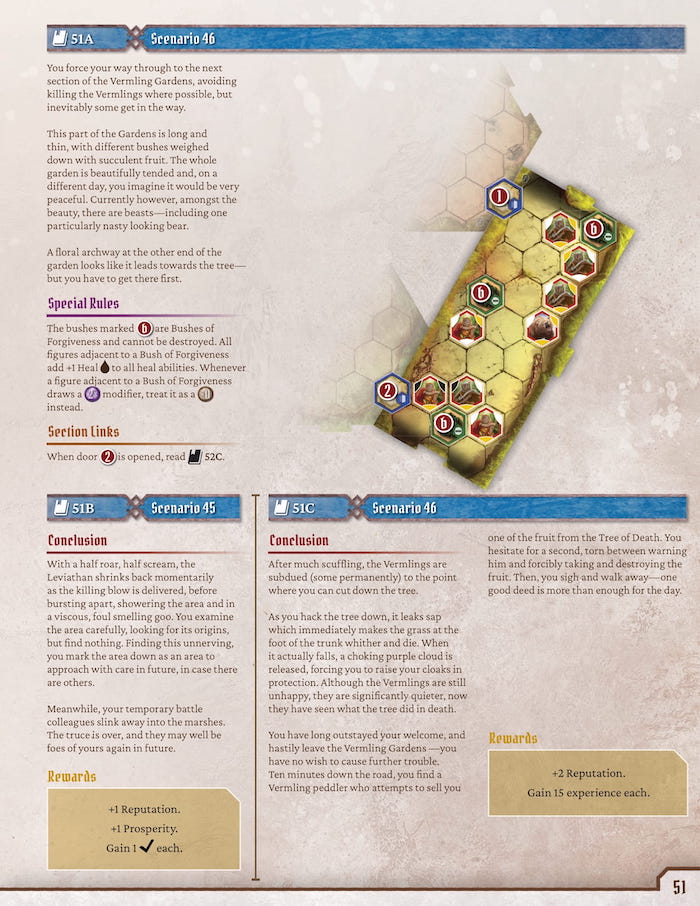 51A
Scenario 46
You force your way through to the next
section of the Vermling Gardens, avoiding
killing the Vermlings where possible, but
inevitably some get in the way.
This part of the Gardens is long and
thin, with different bushes weighed
down with succulent fruit. The whole
garden is beautifully tended and, on a
different day, you imagine it would be very
peaceful. Currently however, amongst the
beauty, there are beasts—including one
particularly nasty looking bear.
A floral archway at the other end of the
garden looks like it leads towards the tree—
but you have to get there first.
Special Rules
The bushes marked 6 are Bushes of
Forgiveness and cannot be destroyed. All
figures adjacent to a Bush of Forgiveness
add +1 Heal to all heal abilities. Whenever
a figure adjacent to a Bush of Forgiveness
draws a modifier, treat it as a
instead.
Section Links
When door 2 is opened, read 52C.
1
6
6
2
6
51B
Scenario 45
Conclusion
With a half roar, half scream, the
Leviathan shrinks back momentarily
as the killing blow is delivered, before
bursting apart, showering the area and in
a viscous, foul smelling goo. You examine
the area carefully, looking for its origins,
but find nothing. Finding this unnerving,
you mark the area down as an area to
approach with care in future, in case there
are others.
Meanwhile, your temporary battle
colleagues slink away into the marshes.
The truce is over, and they may well be
foes of yours again in future.
Rewards
+1 Reputation.
+1 Prosperity.
Gain 1 each.
51C
Scenario 46
Conclusion
After much scuffling, the Vermlings are
subdued (some permanently) to the point
where you can cut down the tree.
As you hack the tree down, it leaks sap
which immediately makes the grass at the
foot of the trunk whither and die. When
it actually falls, a choking purple cloud is
released, forcing you to raise your cloaks in
protection. Although the Vermlings are still
unhappy, they are significantly quieter, now
they have seen what the tree did in death.
You have long outstayed your welcome, and
hastily leave the Vermling Gardens —you
have no wish to cause further trouble.
Ten minutes down the road, you find a
Vermling peddler who attempts to sell you
one of the fruit from the Tree of Death. You
hesitate for a second, torn between warning
him and forcibly taking and destroying the
fruit. Then, you sigh and walk away—one
good deed is more than enough for the day.
Rewards
+2 Reputation.
Gain 15 experience each.
51